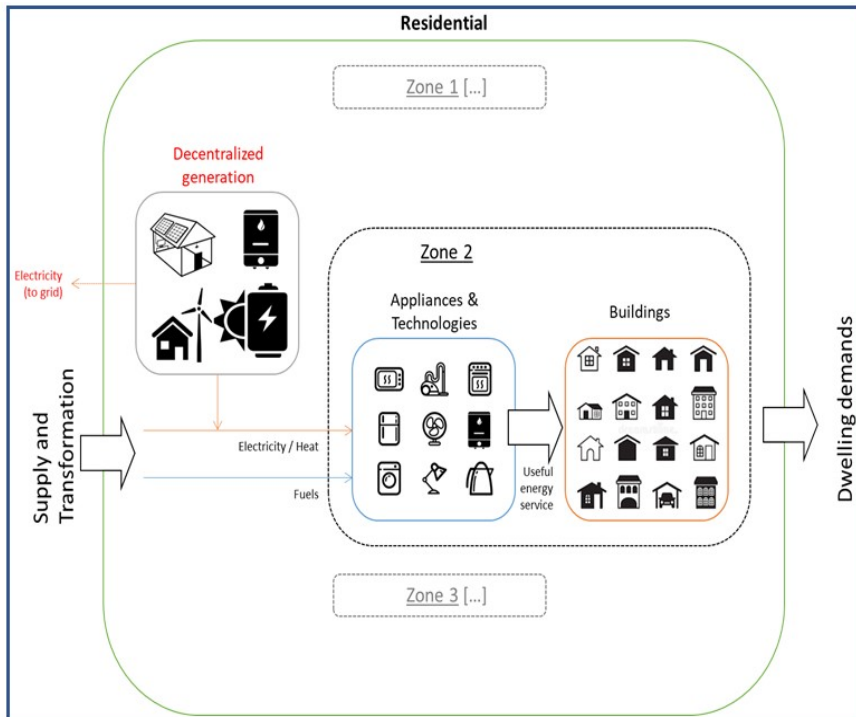 Residential
Zone 1 [...]
Decentralized
generation
Electricity
(to grid)
Zone 2
Appliances &
Technologies
Buildings
Supply and
Transformation
Electricity / Heat
Fuels
Useful
energy
service
Dwelling demands
Zone 3 [...]